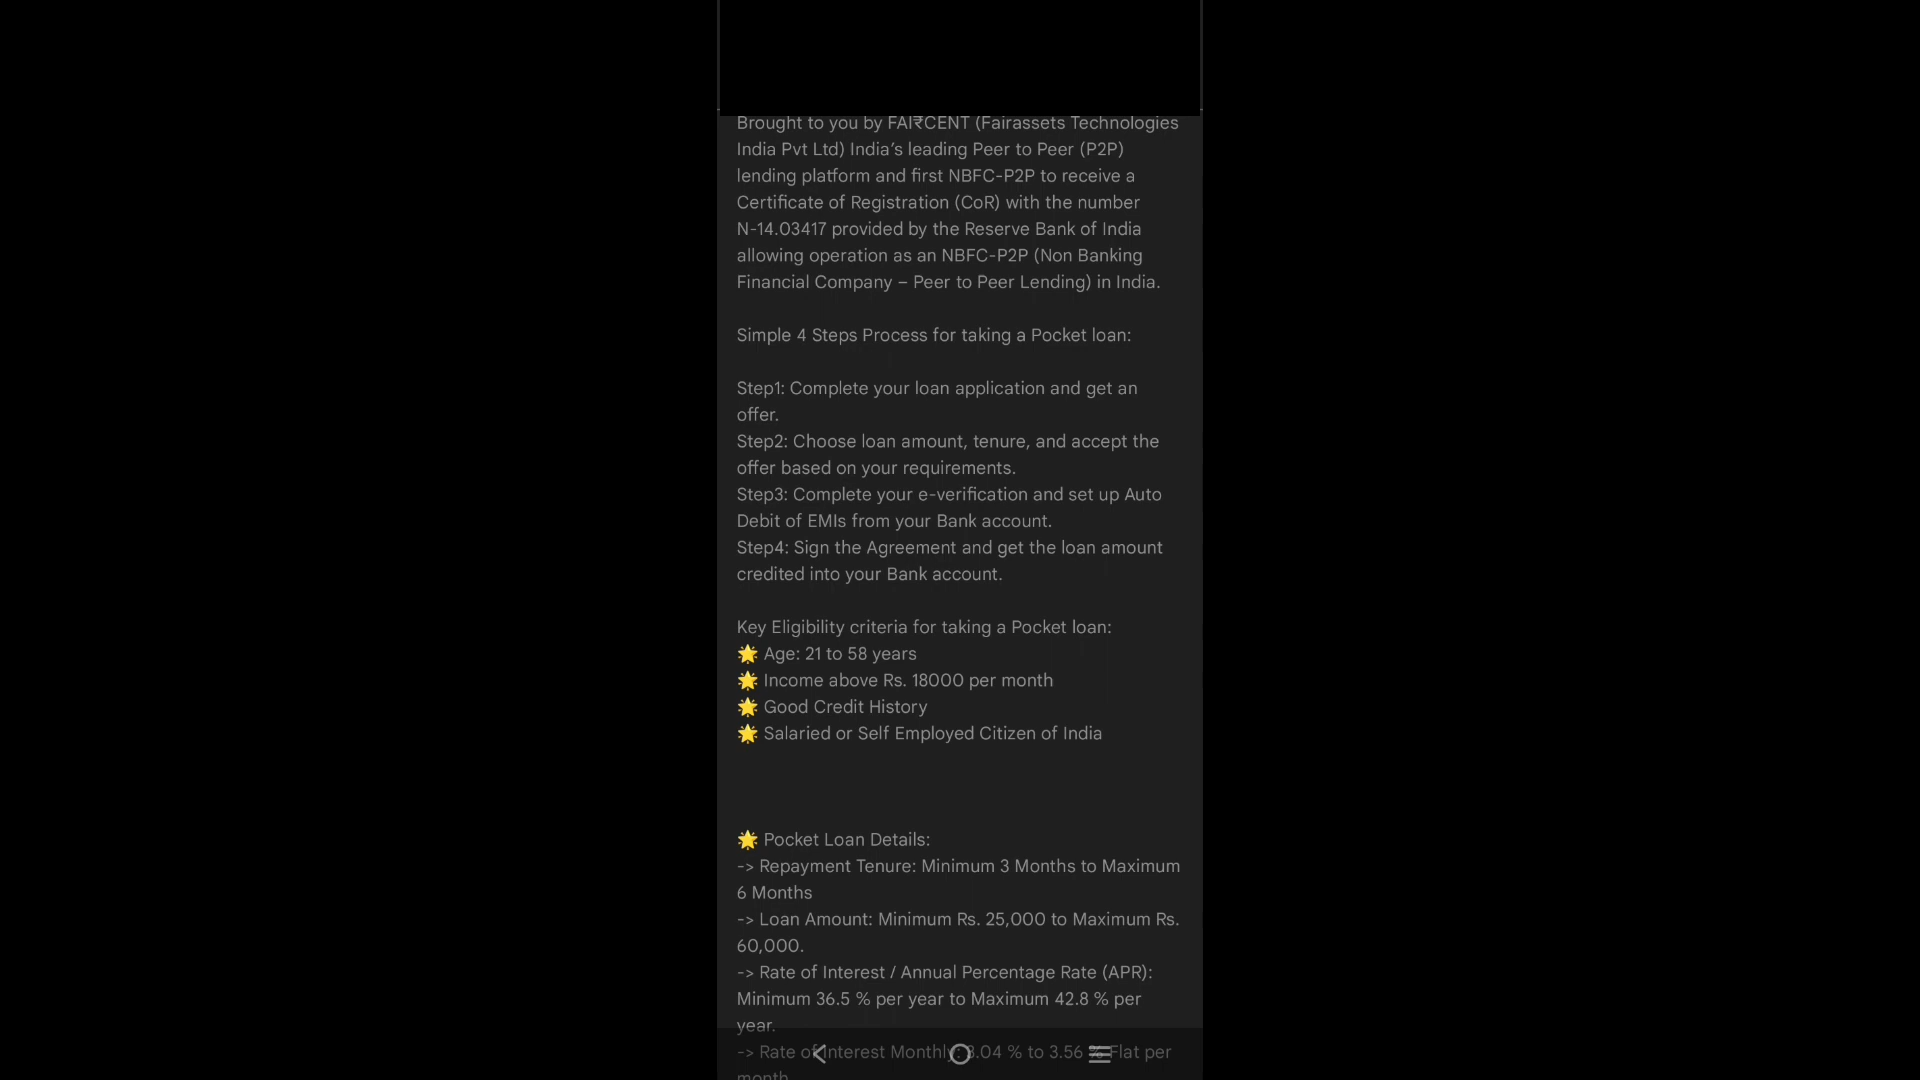 Brought to you by FAI₹CENT (Fairassets Technologies
India Pvt Ltd) India’s leading Peer to Peer (P2P)
lending platform and first NBFC-P2P to receive a
Certificate of Registration (CoR) with the number
N-14.03417 provided by the Reserve Bank of India
allowing operation as an NBFC-P2P (Non Banking
Financial Company – Peer to Peer Lending) in India.
Simple 4 Steps Process for taking a Pocket loan:
Step1: Complete your loan application and get an
offer.
Step2: Choose loan amount, tenure, and accept the
offer based on your requirements.
Step3: Complete your e-verification and set up Auto
Debit of EMIs from your Bank account.
Step4: Sign the Agreement and get the loan amount
credited into your Bank account.
Key Eligibility criteria for taking a Pocket loan:
🌟 Age: 21 to 58 years
🌟 Income above Rs. 18000 per month
🌟 Good Credit History
🌟 Salaried or Self Employed Citizen of India
🌟 Pocket Loan Details:
-> Repayment Tenure: Minimum 3 Months to Maximum
6 Months
-> Loan Amount: Minimum Rs. 25,000 to Maximum Rs.
60,000.
-> Rate of Interest / Annual Percentage Rate (APR):
Minimum 36.5 % per year to Maximum 42.8 % per
year.
-> Rate of Interest Monthly: 3.04 % to 3.56 % Flat per
month